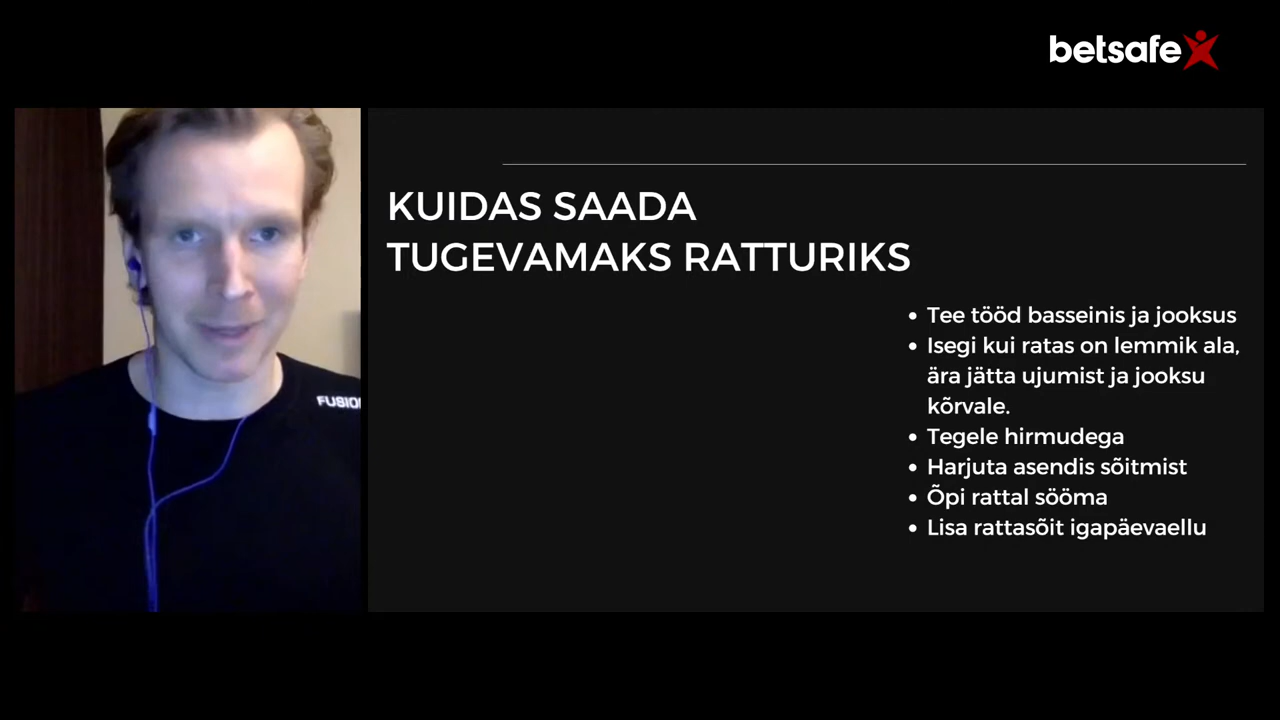 betsafe
KUIDAS SAADA
TUGEVAMAKS RATTURIKS
• Tee tööd basseinis ja jooksus
• Isegi kui ratas on lemmik ala,
ära jätta ujumist ja jooksu
kõrvale.
• Tegele hirmudega
• Harjuta asendis sõitmist
• Õpi rattal sööma
• Lisa rattasõit igapäevaellu
FUSIO